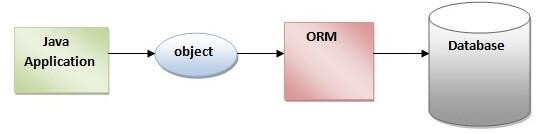 Java
Application
object
ORM
Database